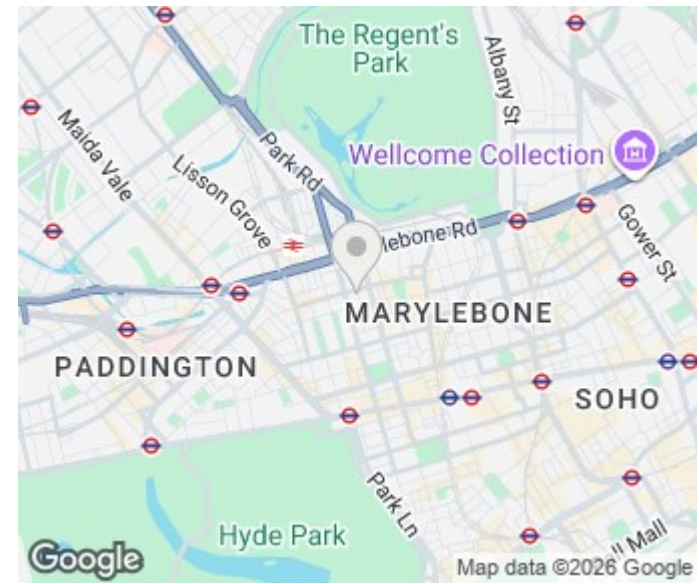 The Regent's
Park
Albany St
Maida Vale
Park Rd
Wellcome Collection
Lisson Grove
lebone Rd
Gower St
MARYLEBONE
PADDINGTON
SOHO
Park Ln
Hyde Park
Mall
Google
Map data ©2026 Google